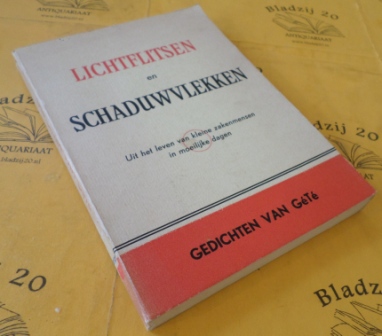 LICHTFLITSEN
en
SCHADUWVLEKKEN
Uit het leven van kleine zakenmensen
in moeilijke dagen
GEDICHTEN VAN GéTé
Bladzij 20
ANTIQUARIAAT
Bladzij 20
Bladzij 20
ANTIQUARIAAT